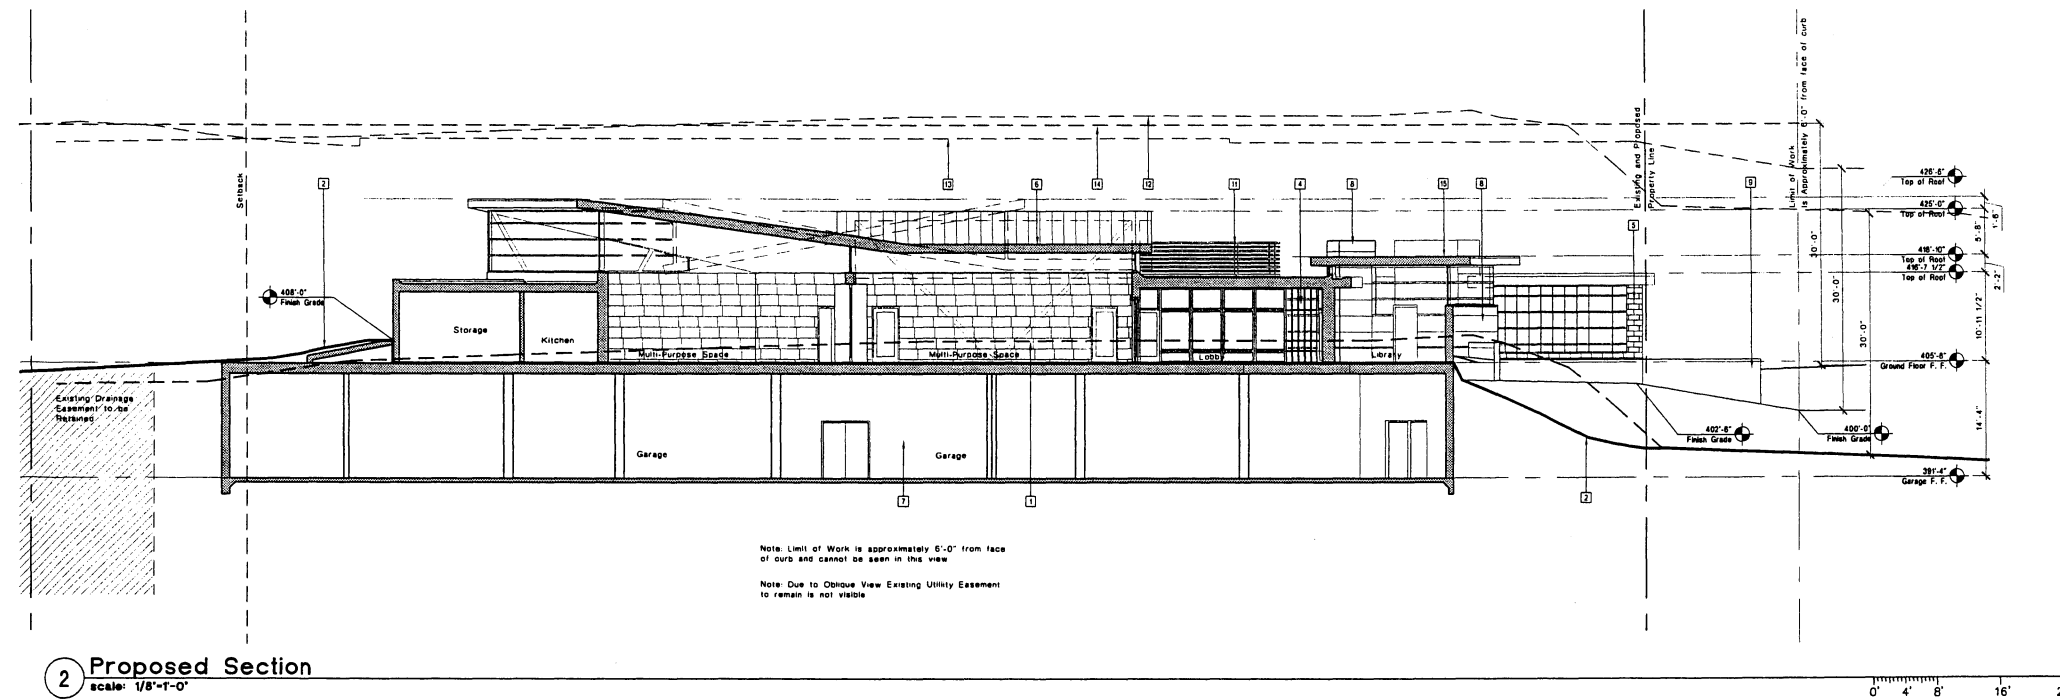 Setback
Existing and Proposed
Property Line
Limit of Work
is Approximately 6'-0" from face of curb
2
13
6
14
12
11
4
8
15
8
5
9
426'-6"
Top of Roof
425'-0"
Top of Roof
418'-10"
Top of Roof
416'-7 1/2"
Top of Roof
1'-6"
5'-8"
2'-2"
30'-0"
30'-0"
30'-0"
10'-11 1/2"
14'-4"
408'-0"
Finish Grade
Storage
Kitchen
Multi-Purpose Space
Multi-Purpose Space
Lobby
Library
405'-8"
Ground Floor F. F.
Existing Drainage
Easement to be
Retained
Garage
Garage
402'-6"
Finish Grade
400'-0"
Finish Grade
391'-4"
Garage F. F.
7
1
2
Note: Limit of Work is approximately 6'-0" from face
of curb and cannot be seen in this view
Note: Due to Oblique View Existing Utility Easement
to remain is not visible
2 Proposed Section
scale: 1/8"=1'-0"
0' 4' 8' 16'